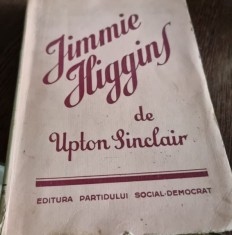 Jimmie
Higgins
de
Upton Sinclair
EDITURA PARTIDULUI SOCIAL-DEMOCRAT